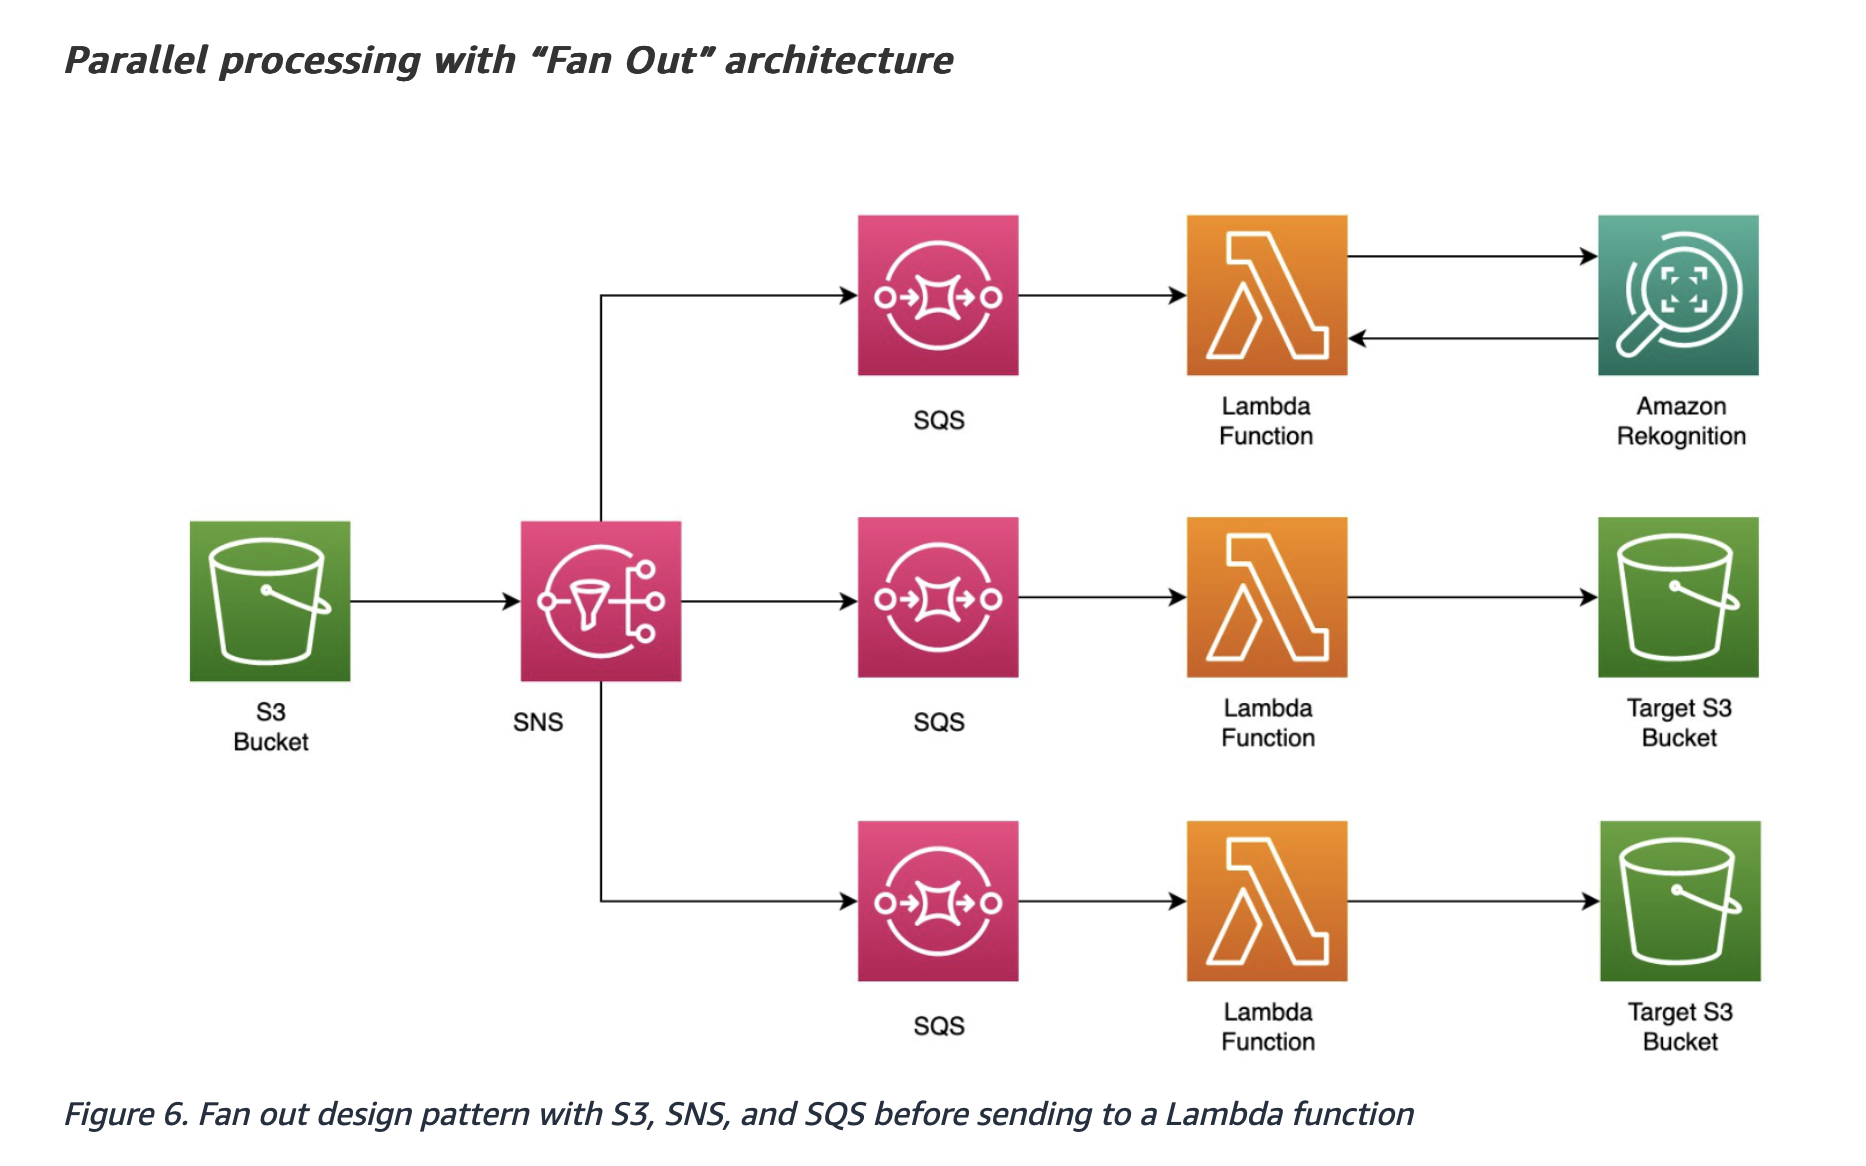 Parallel processing with “Fan Out” architecture
SQS
Lambda
Function
Amazon
Rekognition
S3
Bucket
SNS
SQS
Lambda
Function
Target S3
Bucket
SQS
Lambda
Function
Target S3
Bucket
Figure 6. Fan out design pattern with S3, SNS, and SQS before sending to a Lambda function